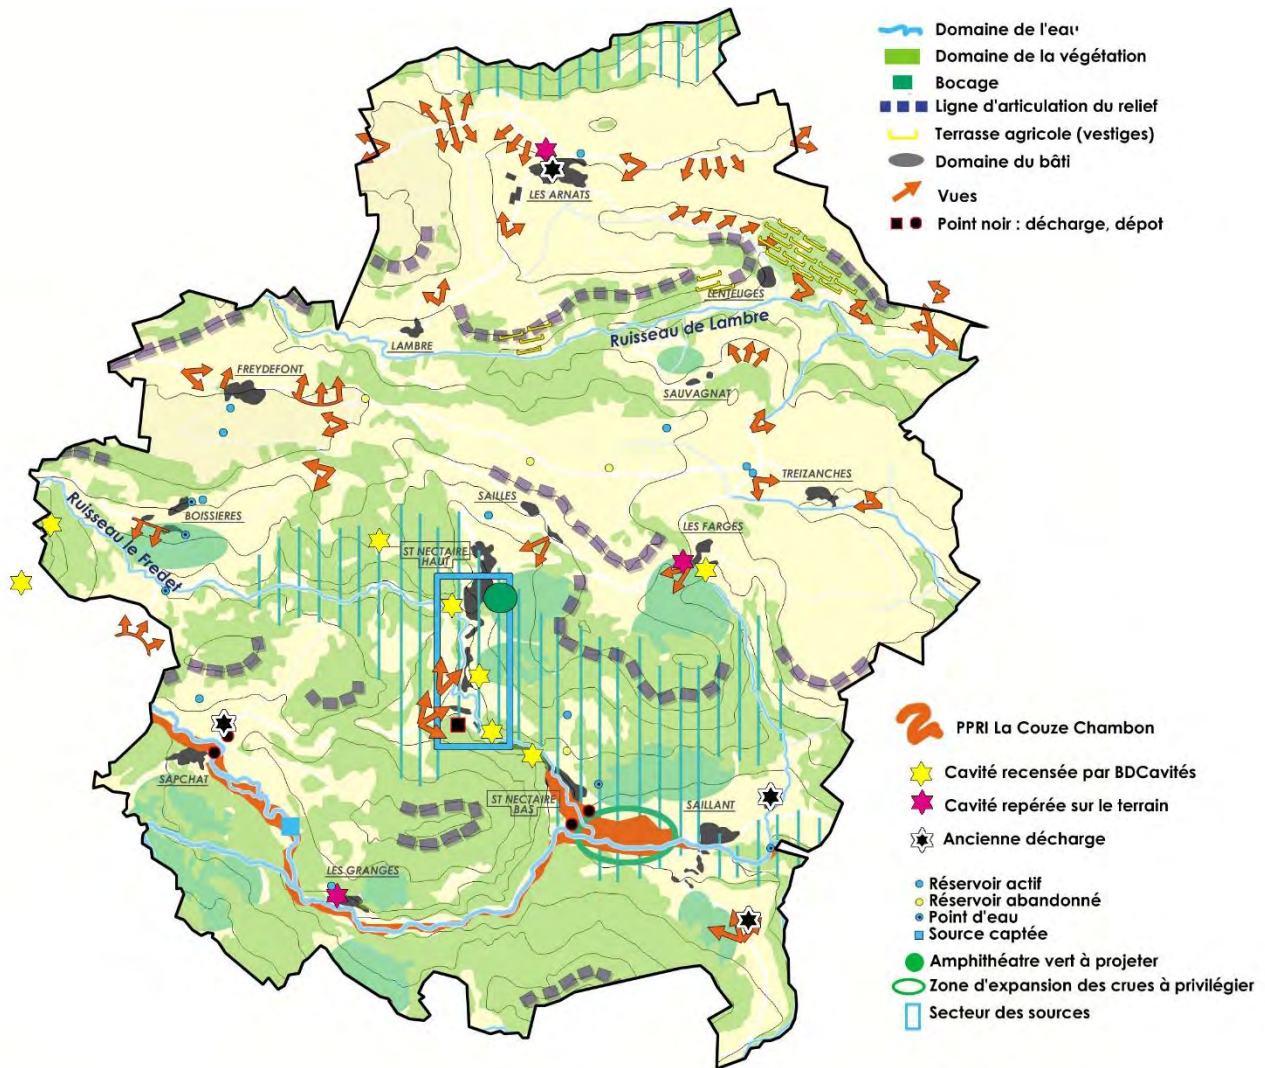 Domaine de l'eau
Domaine de la végétation
Bocage
Ligne d'articulation du relief
Terrasse agricole (vestiges)
Domaine du bâti
Vues
Point noir : décharge, dépot
LES ARNATS
LENTEUGES
Ruisseau de Lambre
LAMBRE
FREYDEFONT
SAUVAGNAT
TREIZANCHES
SAILLES
BOISSIERES
LES FARGES
Ruisseau le Fredet
ST NECTAIRE
HAUT
SAPCHAT
ST NECTAIRE
BAS
SAILLANT
LES GRANGES
PPRI La Couze Chambon
Cavité recensée par BDCavités
Cavité repérée sur le terrain
Ancienne décharge
Réservoir actif
Réservoir abandonné
Point d'eau
Source captée
Amphithéatre vert à projeter
Zone d'expansion des crues à privilégier
Secteur des sources